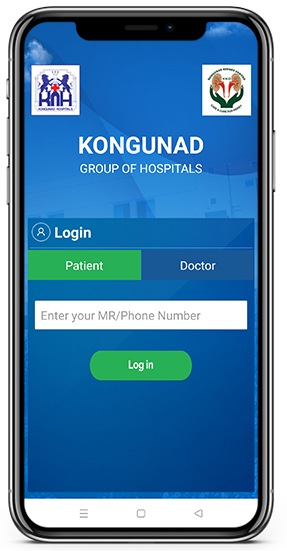 KNH
KONGUNAD HOSPITALS
KONGUNAD
GROUP OF HOSPITALS
Login
Patient
Doctor
Enter your MR/Phone Number
Log in